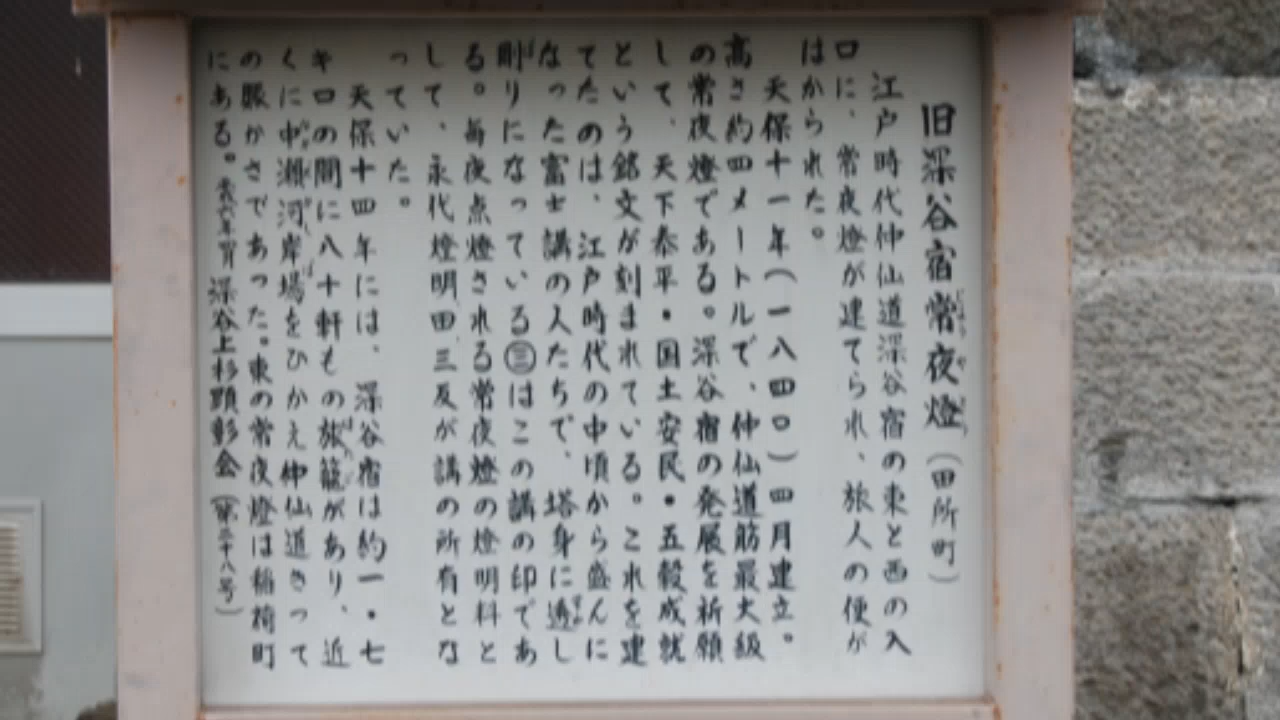 旧深谷宿常夜燈（田所町）
江戸時代仲仙道深谷宿の東と西の入
口に、常夜燈が建てられ、旅人の便が
はかられた。
天保十一年（一八四〇）四月建立。
高さ約四メートルで、仲仙道筋最大級
の常夜燈である。深谷宿の発展を祈願
して、天下泰平・国土安民・五穀成就
という銘文が刻まれている。これを建
てたのは、江戸時代の中頃から盛んに
なった富士講の人たちで、塔身に透し
彫りになっている㊂はこの講の印であ
る。毎夜点燈される常夜燈の燈明料と
して、永代燈明田三反が講の所有とな
っていた。
天保十四年には、深谷宿は約一・七
キロの間に八十軒もの旅籠があり、近
くに中瀬河岸場をひかえ仲仙道きって
の賑かさであった。東の常夜燈は稲荷町
にある。深谷上杉顕彰会（第二十八号）